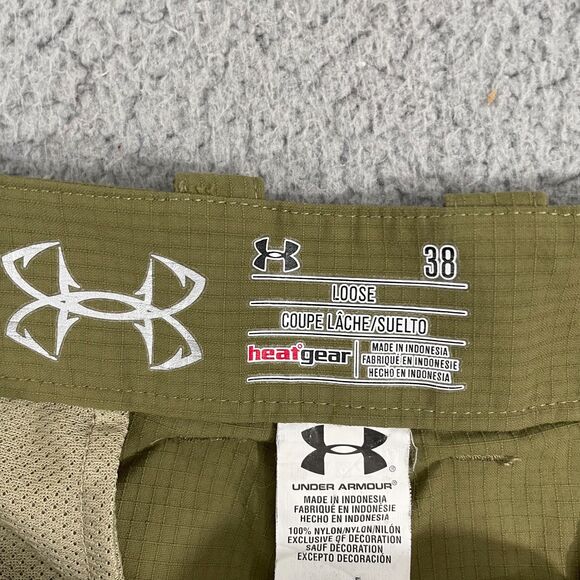 38
LOOSE
COUPE LÂCHE/SUELTO
heatgear
MADE IN INDONESIA
FABRIQUÉ EN INDONÉSIE
HECHO EN INDONESIA
UNDER ARMOUR®
MADE IN INDONESIA
FABRIQUÉ EN INDONÉSIE
HECHO EN INDONESIA
100% NYLON/NYLON/NILÓN
EXCLUSIVE OF DECORATION
SAUF DÉCORATION
EXCEPTO DECORACIÓN